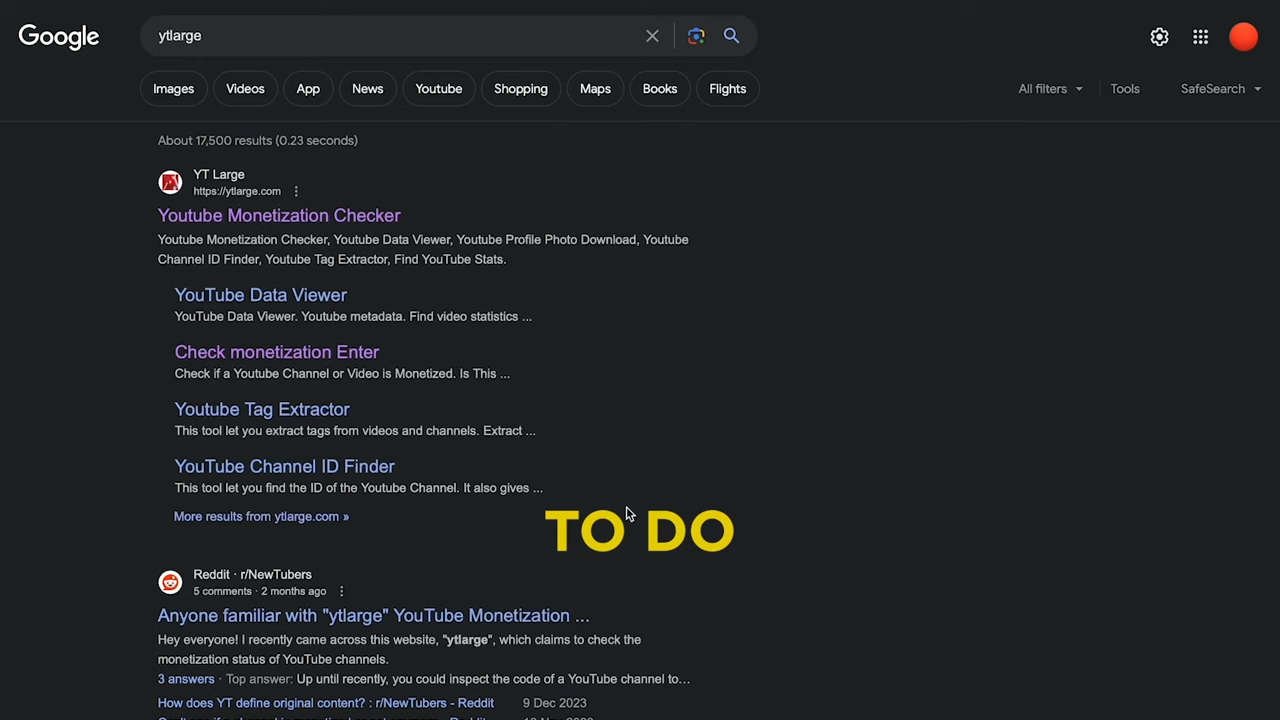 Google
ytlarge
Images
Videos
App
News
Youtube
Shopping
Maps
Books
Flights
All filters
Tools
SafeSearch
About 17,500 results (0.23 seconds)
YT Large
https://ytlarge.com
Youtube Monetization Checker
Youtube Monetization Checker, Youtube Data Viewer, Youtube Profile Photo Download, Youtube
Channel ID Finder, Youtube Tag Extractor, Find YouTube Stats.
YouTube Data Viewer
YouTube Data Viewer. Youtube metadata. Find video statistics ...
Check monetization Enter
Check if a Youtube Channel or Video is Monetized. Is This ...
Youtube Tag Extractor
This tool let you extract tags from videos and channels. Extract ...
YouTube Channel ID Finder
This tool let you find the ID of the Youtube Channel. It also gives ...
More results from ytlarge.com »
TO DO
Reddit · r/NewTubers
5 comments · 2 months ago
Anyone familiar with "ytlarge" YouTube Monetization ...
Hey everyone! I recently came across this website, "ytlarge", which claims to check the
monetization status of YouTube channels.
3 answers · Top answer: Up until recently, you could inspect the code of a YouTube channel to...
How does YT define original content? : r/NewTubers - Reddit 9 Dec 2023